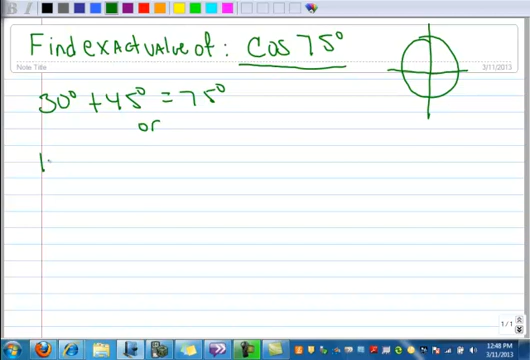 Find exact value of: cos 75°
Note Title
3/11/2013
30° + 45° = 75°
or
1
1/1
12:48 PM
3/11/2013